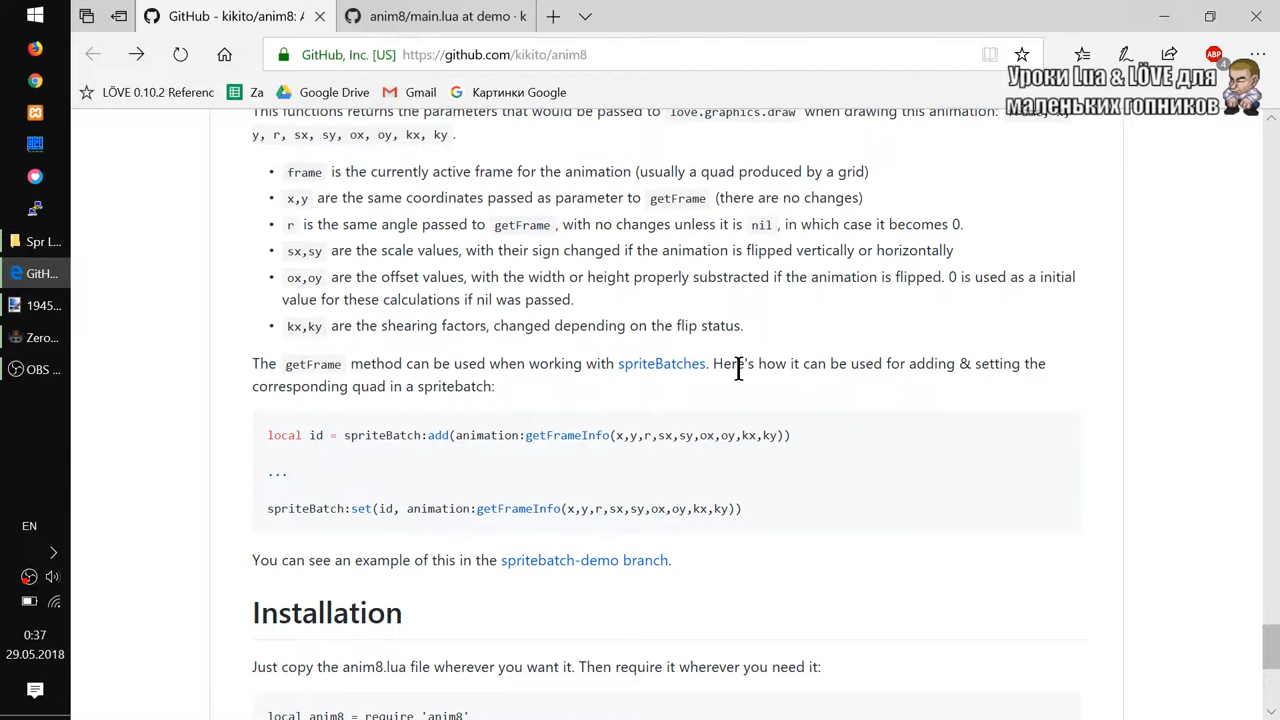 GitHub - kikito/anim8: A
anim8/main.lua at demo · k
GitHub, Inc. [US] https://github.com/kikito/anim8
ABP
4
LÖVE 0.10.2 Referenc
За
Google Drive
Gmail
Картинки Google
Уроки Lua & LÖVE для
маленьких гопников
This functions returns the parameters that would be passed to love.graphics.draw when drawing this animation: frame, x,
y, r, sx, sy, ox, oy, kx, ky .
• frame is the currently active frame for the animation (usually a quad produced by a grid)
• x,y are the same coordinates passed as parameter to getFrame (there are no changes)
• r is the same angle passed to getFrame , with no changes unless it is nil , in which case it becomes 0.
• sx,sy are the scale values, with their sign changed if the animation is flipped vertically or horizontally
• ox,oy are the offset values, with the width or height properly substracted if the animation is flipped. 0 is used as a initial
value for these calculations if nil was passed.
• kx,ky are the shearing factors, changed depending on the flip status.
The getFrame method can be used when working with spriteBatches. Here's how it can be used for adding & setting the
corresponding quad in a spritebatch:
local id = spriteBatch:add(animation:getFrameInfo(x,y,r,sx,sy,ox,oy,kx,ky))
...
spriteBatch:set(id, animation:getFrameInfo(x,y,r,sx,sy,ox,oy,kx,ky))
You can see an example of this in the spritebatch-demo branch.
Installation
Just copy the anim8.lua file wherever you want it. Then require it wherever you need it:
local anim8 = require 'anim8'
Spr L...
GitH...
1945...
Zero...
OBS ...
EN
0:37
29.05.2018